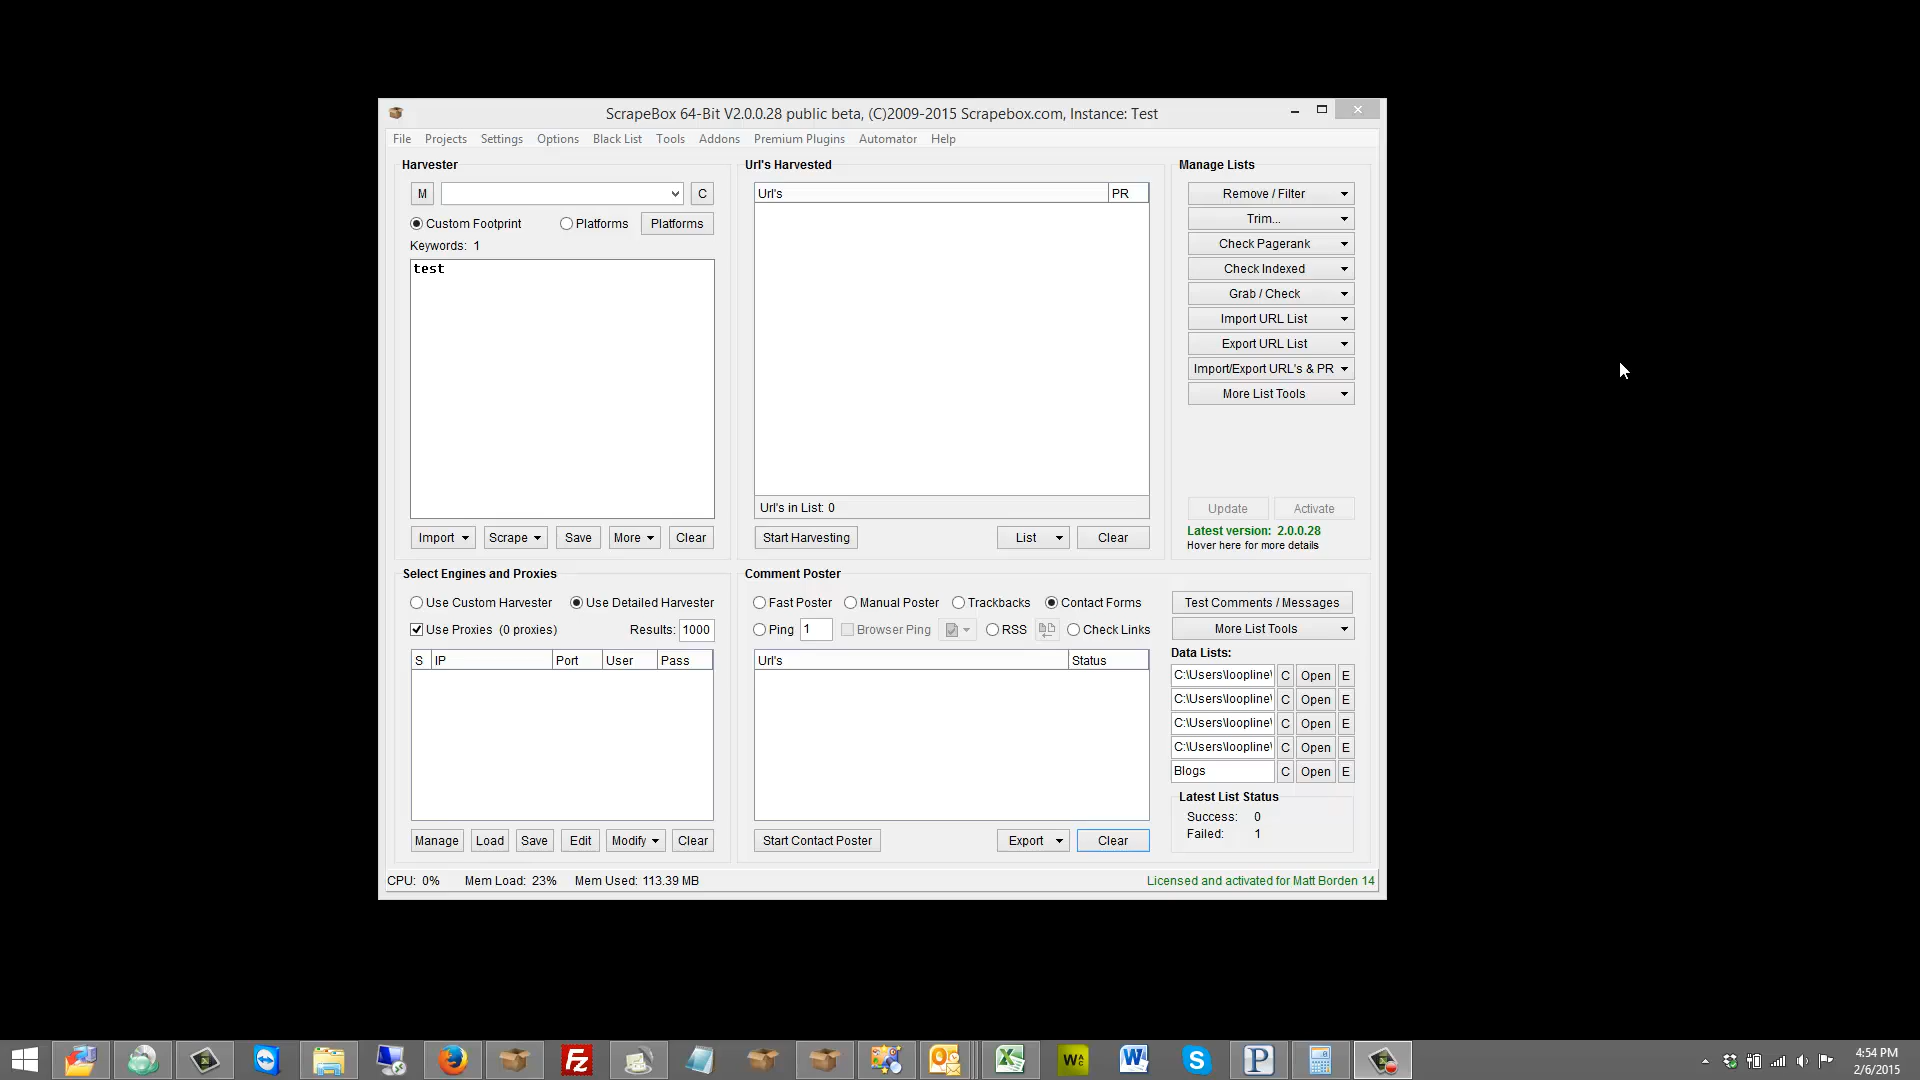 ScrapeBox 64-Bit V2.0.0.28 public beta, (C)2009-2015 Scrapebox.com, Instance: Test
File Projects Settings Options Black List Tools Addons Premium Plugins Automator Help
Harvester
M
C
Custom Footprint Platforms Platforms
Keywords: 1
test
Import Scrape Save More Clear
Url's Harvested
Url's PR
Url's in List: 0
Start Harvesting List Clear
Manage Lists
Remove / Filter
Trim...
Check Pagerank
Check Indexed
Grab / Check
Import URL List
Export URL List
Import/Export URL's & PR
More List Tools
Update Activate
Latest version: 2.0.0.28
Hover here for more details
Select Engines and Proxies
Use Custom Harvester Use Detailed Harvester
Use Proxies (0 proxies) Results: 1000
S IP Port User Pass
Manage Load Save Edit Modify Clear
Comment Poster
Fast Poster Manual Poster Trackbacks Contact Forms
Ping 1 Browser Ping RSS Check Links
Url's Status
Start Contact Poster Export Clear
Test Comments / Messages
More List Tools
Data Lists:
C:\Users\loopline\ C Open E
C:\Users\loopline\ C Open E
C:\Users\loopline\ C Open E
C:\Users\loopline\ C Open E
Blogs C Open E
Latest List Status
Success: 0
Failed: 1
CPU: 0% Mem Load: 23% Mem Used: 113.39 MB
Licensed and activated for Matt Borden 14
4:54 PM
2/6/2015